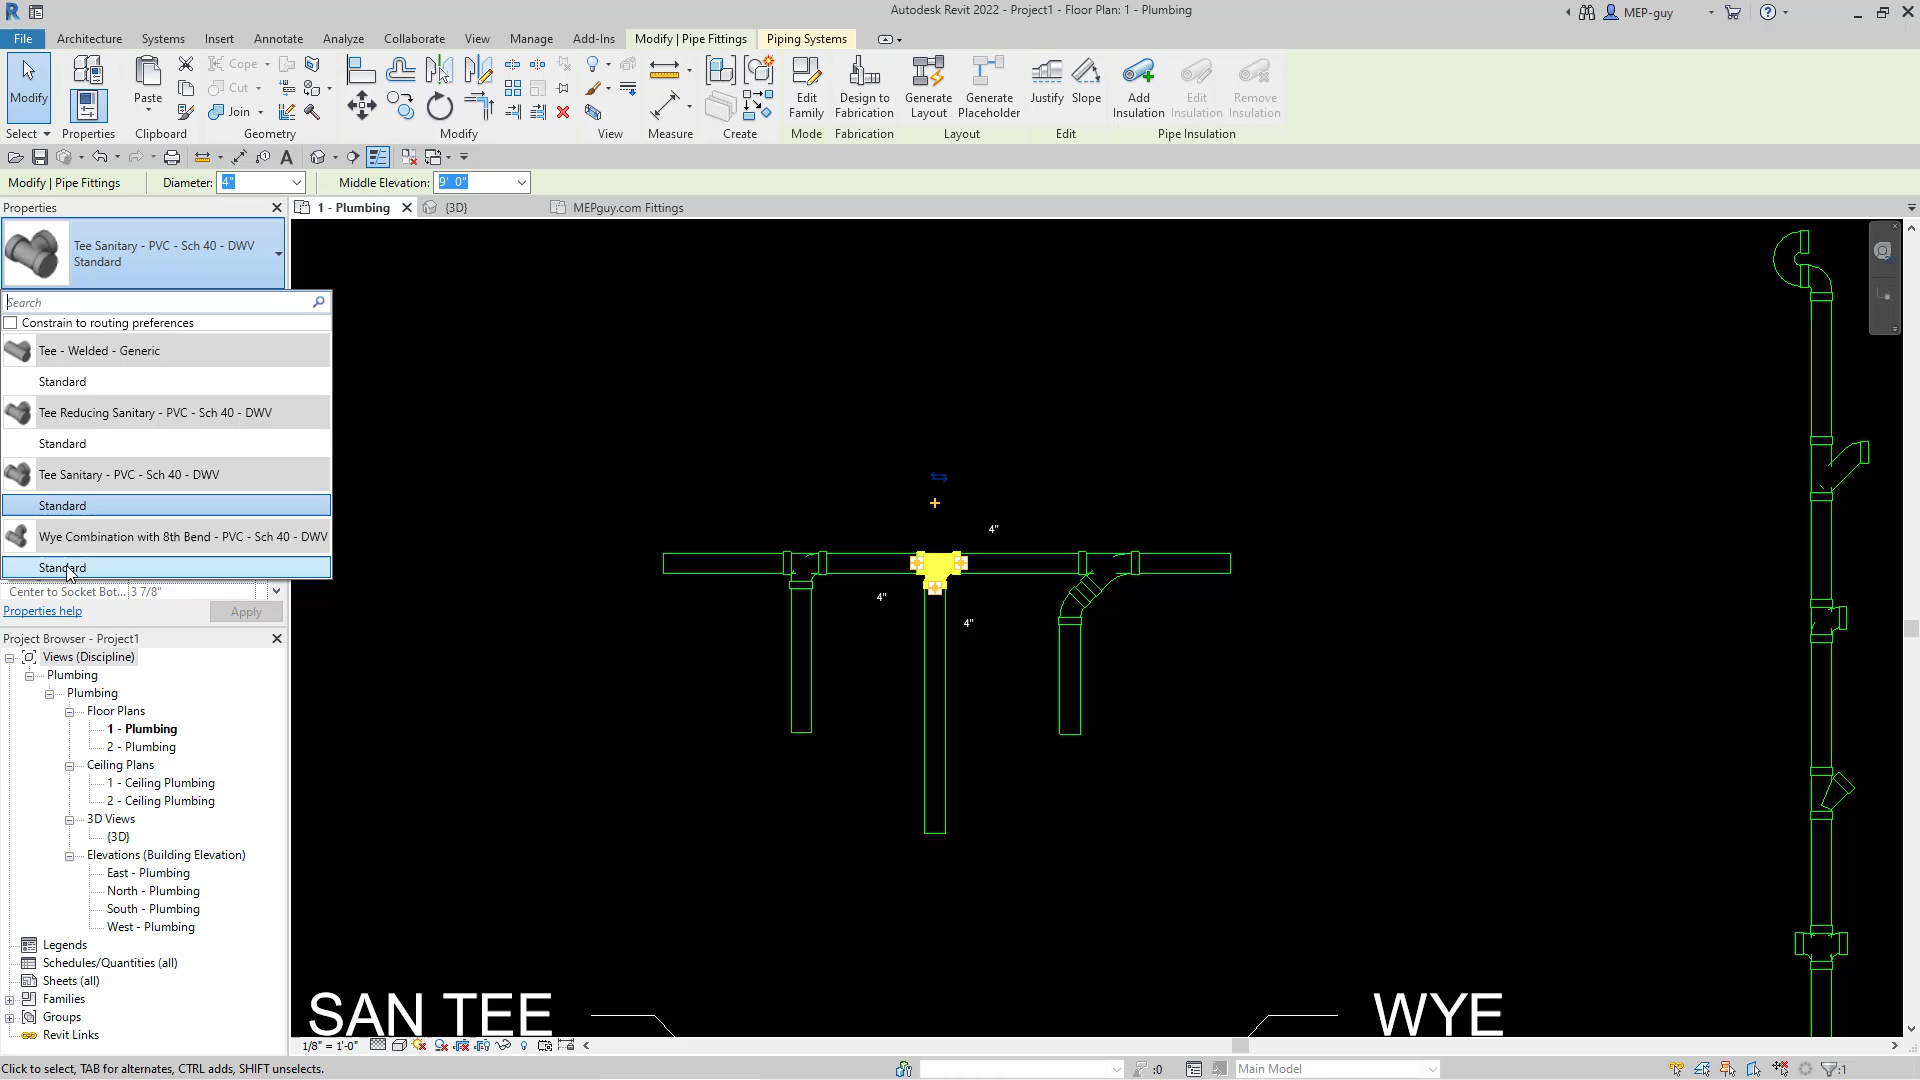 Autodesk Revit 2022 - Project1 - Floor Plan: 1 - Plumbing
MEP-guy
File
Architecture
Systems
Insert
Annotate
Analyze
Collaborate
View
Manage
Add-Ins
Modify | Pipe Fittings
Piping Systems
Modify
Paste
Cope
Cut
Join
Edit Family
Design to Fabrication
Generate Layout
Generate Placeholder
Justify
Slope
Add Insulation
Edit Insulation
Remove Insulation
Select
Properties
Clipboard
Geometry
Modify
View
Measure
Create
Mode
Fabrication
Layout
Edit
Pipe Insulation
Modify | Pipe Fittings
Diameter:
4"
Middle Elevation:
9' 0"
Properties
1 - Plumbing
{3D}
MEPguy.com Fittings
Tee Sanitary - PVC - Sch 40 - DWV
Standard
Search
Constrain to routing preferences
Tee - Welded - Generic
Standard
Tee Reducing Sanitary - PVC - Sch 40 - DWV
Standard
Tee Sanitary - PVC - Sch 40 - DWV
Standard
Wye Combination with 8th Bend - PVC - Sch 40 - DWV
Standard
Center to Socket Bot... 3 7/8"
Properties help
Apply
Project Browser - Project1
Views (Discipline)
Plumbing
Plumbing
Floor Plans
1 - Plumbing
2 - Plumbing
Ceiling Plans
1 - Ceiling Plumbing
2 - Ceiling Plumbing
3D Views
{3D}
Elevations (Building Elevation)
East - Plumbing
North - Plumbing
South - Plumbing
West - Plumbing
Legends
Schedules/Quantities (all)
Sheets (all)
Families
Groups
Revit Links
4"
4"
4"
SAN TEE
WYE
1/8" = 1'-0"
Click to select, TAB for alternates, CTRL adds, SHIFT unselects.
:0
Main Model
:1